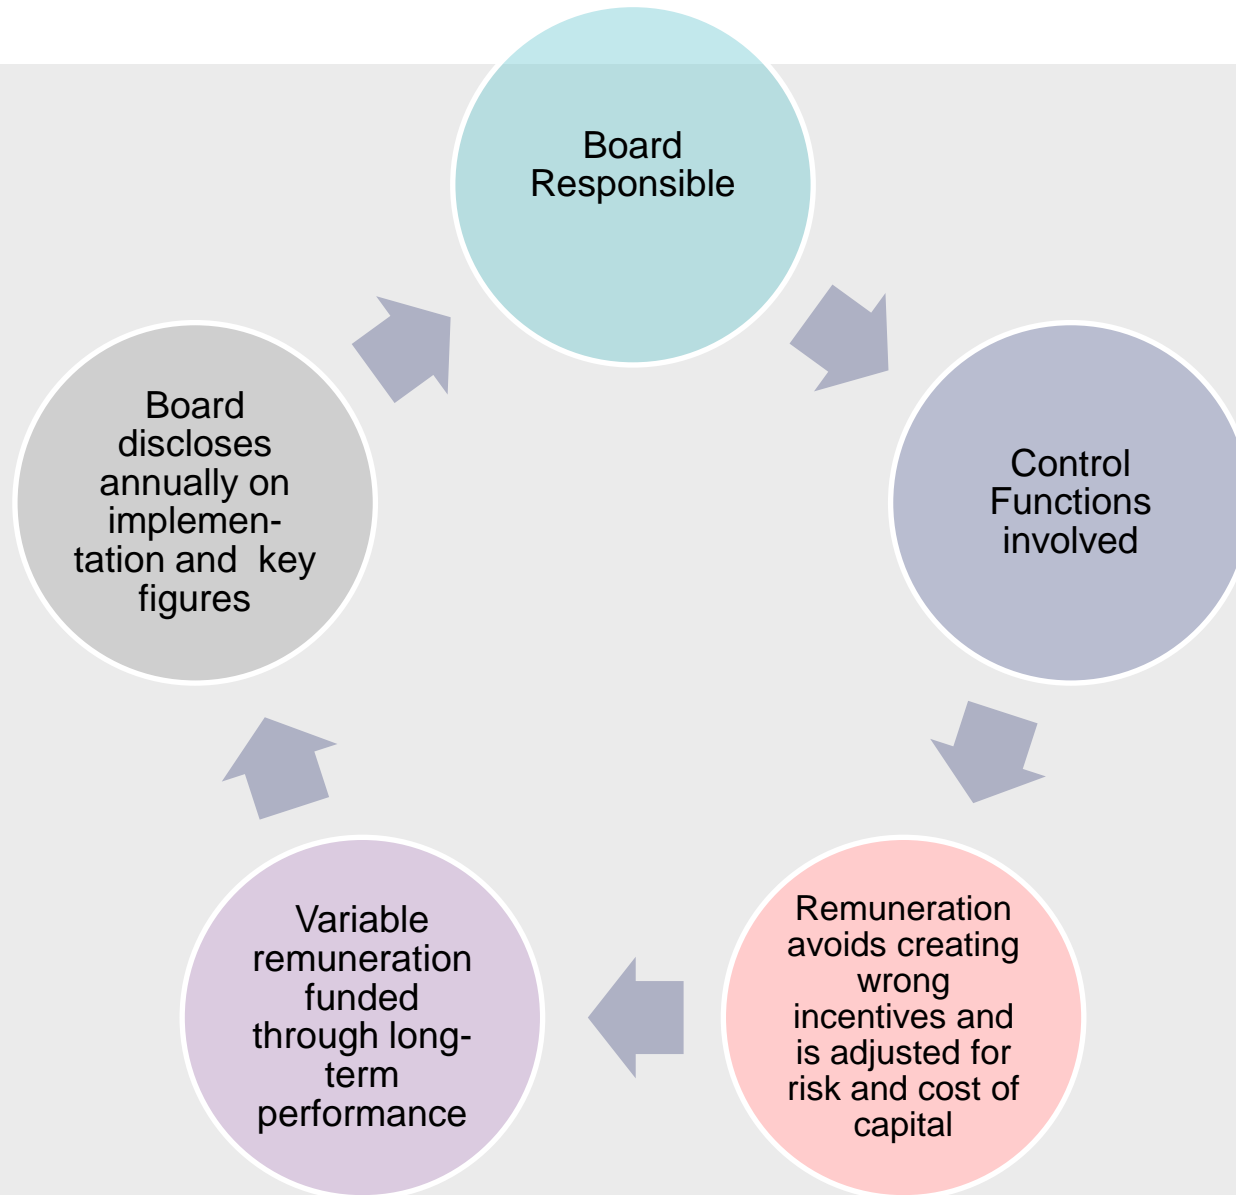 Board
Responsible
Control
Functions
involved
Remuneration
avoids creating
wrong
incentives and
is adjusted for
risk and cost of
capital
Variable
remuneration
funded
through long-
term
performance
Board
discloses
annually on
implemen-
tation and  key
figures